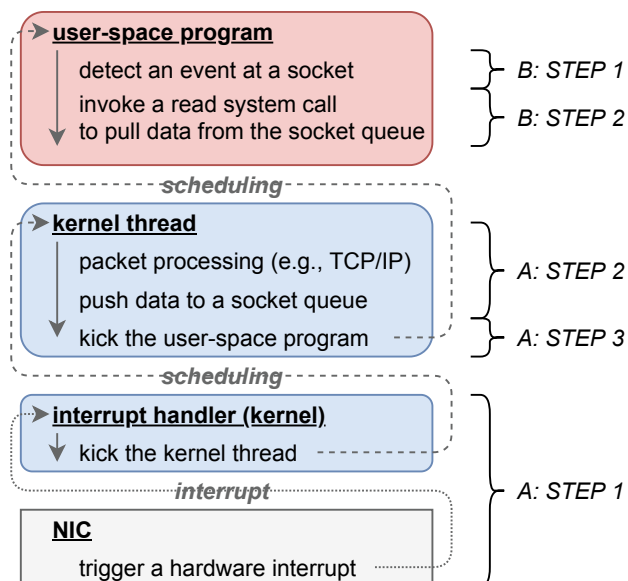 user-space program
detect an event at a socket
B: STEP 1
invoke a read system call
to pull data from the socket queue
B: STEP 2
scheduling
kernel thread
packet processing (e.g., TCP/IP)
A: STEP 2
push data to a socket queue
kick the user-space program
A: STEP 3
scheduling
interrupt handler (kernel)
kick the kernel thread
interrupt
A: STEP 1
NIC
trigger a hardware interrupt